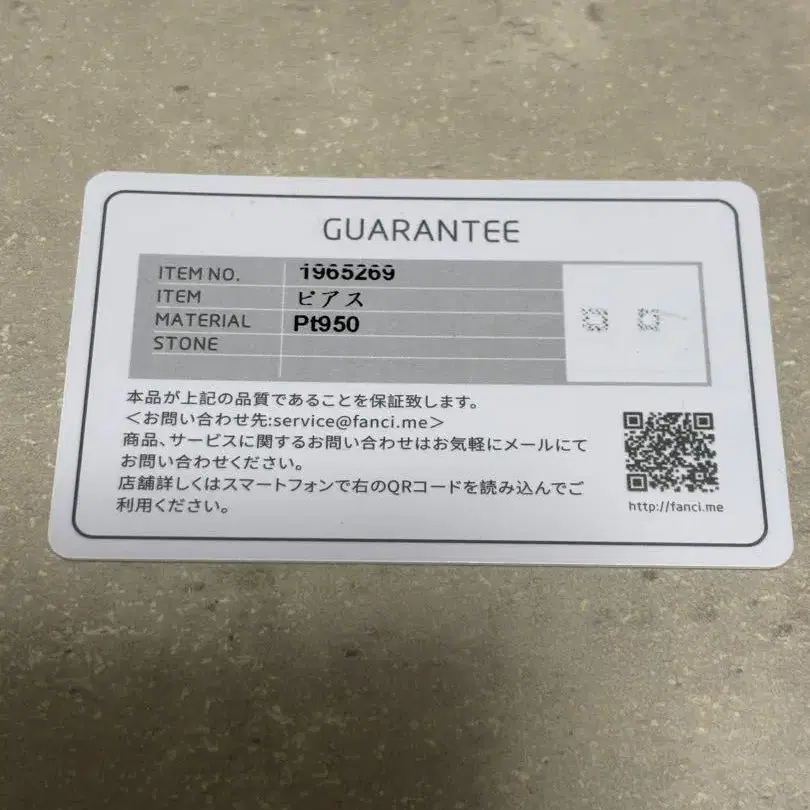 GUARANTEE
ITEM NO. 1965269
ITEM ピアス
MATERIAL Pt950
STONE
本品が上記の品質であることを保証致します。
＜お問い合わせ先:service@fanci.me＞
商品、サービスに関するお問い合わせはお気軽にメールにて
お問い合わせください。
店舗詳しくはスマートフォンで右のQRコードを読み込んでご
利用ください。
http://fanci.me